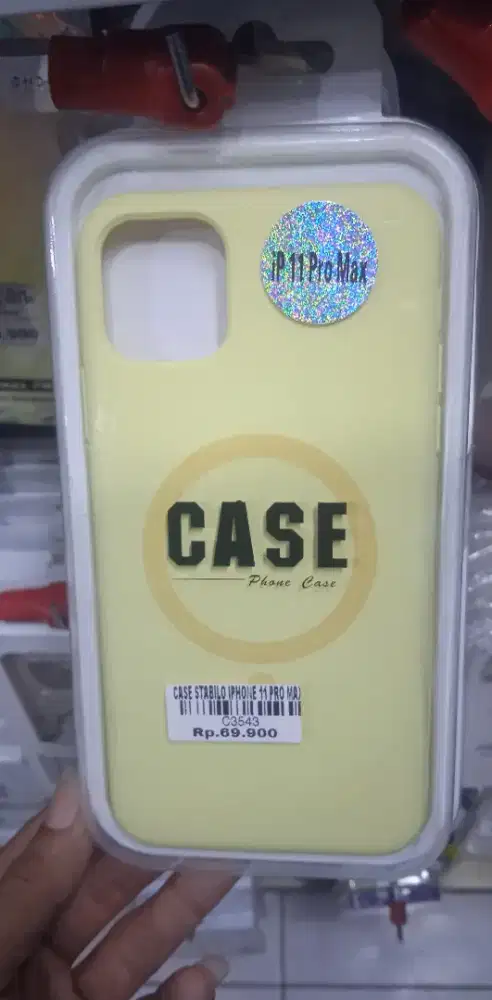 iP 11 Pro Max
CASE
Phone Case
CASE STABILO IPHONE 11 PRO MAX
C3543
Rp.69.900